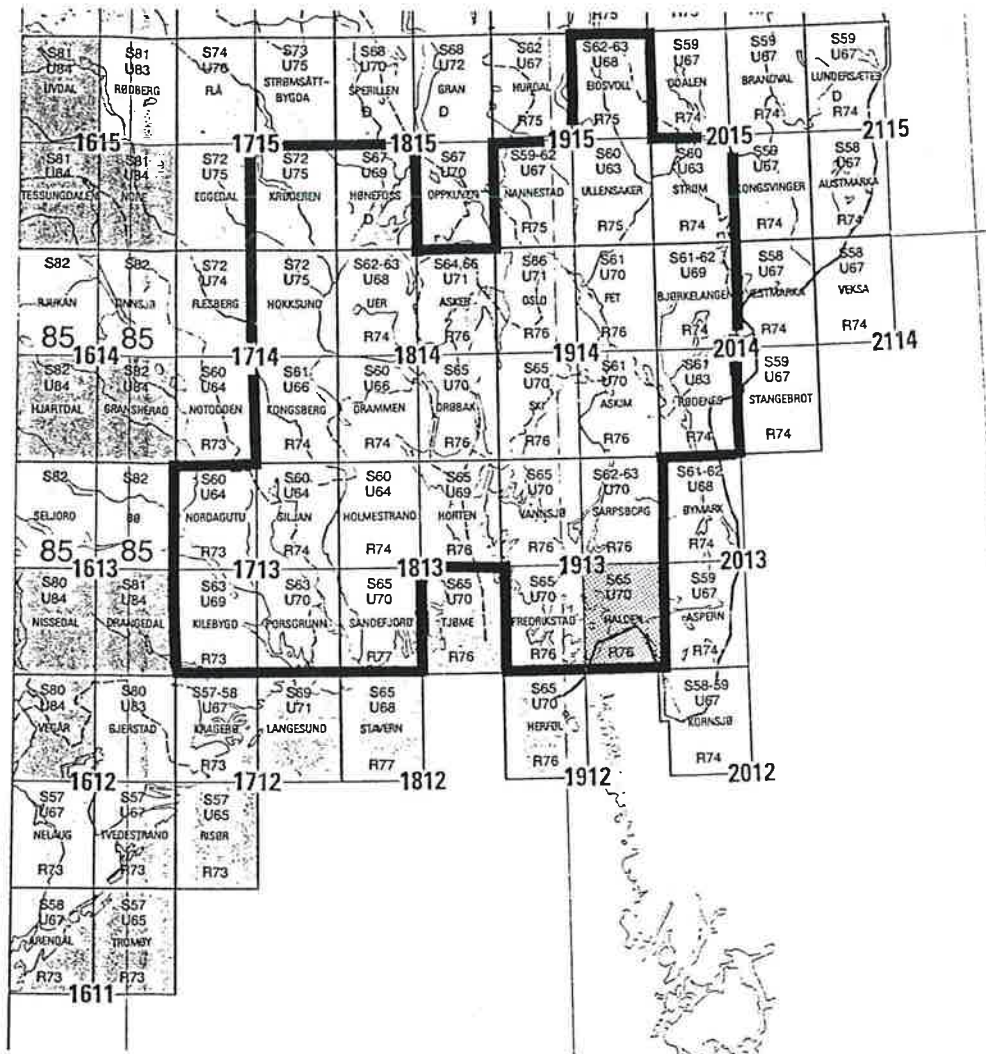 R75
R75
S81
U84
UVDAL
S81
U83
RØDBERG
S74
U76
FLÅ
S73
U75
STRØMSÅTT-
BYGDA
S68
U70
SPERILLEN
D
S68
U72
GRAN
D
S62
U67
HURDAL
R75
S62-63
U68
EIDSVOLL
R75
S59
U67
ODALEN
R74
S59
U67
BRANDVAL
R74
S59
U67
LUNDERSÆTER
D
R74
1615
1715
1815
1915
2015
2115
S81
U84
TESSUNGDALEN
S81
U84
NORE
S72
U75
EGGEDAL
S72
U75
KRØDEREN
S67
U69
HØNEFOSS
D
S67
U70
OPPKUVEN
S59-62
U67
NANNESTAD
R75
S60
U63
ULLENSAKER
R75
S60
U63
STRØM
R74
S59
U67
KONGSVINGER
R74
S58
U67
AUSTMARKA
R74
S82
RJUKAN
85
S82
TINNSJØ
85
S72
U74
FLESBERG
S72
U75
HOKKSUND
S62-63
U68
LIER
R74
S64,66
U71
ASKER
R76
S66
U71
OSLO
R76
S61
U70
FET
R76
S61-62
U69
BJØRKELANGEN
R74
S58
U67
VESTMARKA
R74
S58
U67
VEKSA
R74
1614
1714
1814
1914
2014
2114
S82
U84
HJARTDAL
S82
U84
GRANSHERAD
S60
U64
NOTODDEN
R73
S61
U66
KONGSBERG
R74
S60
U66
DRAMMEN
R74
S65
U70
DRØBAK
R76
S65
U70
SKI
R76
S61
U70
ASKIM
R76
S61
U63
RØDENES
R74
S59
U67
STANGEBROT
R74
S82
SELJORD
85
S82
BØ
85
S60
U64
NORDAGUTU
R73
S60
U64
SILJAN
R74
S60
U64
HOLMESTRAND
R74
S65
U69
HORTEN
R76
S65
U70
VANNSJØ
R76
S62-63
U70
SARPSBORG
R76
S61-62
U68
BYMARK
R74
1613
1713
1813
1913
2013
S80
U84
NISSEDAL
S81
U84
DRANGEDAL
S63
U69
KILEBYGD
R73
S63
U70
PORSGRUNN
R73
S65
U70
SANDEFJORD
R77
S65
U70
TJØME
R76
S65
U70
FREDRIKSTAD
R76
S65
U70
HALDEN
R76
S59
U67
ASPERN
R74
S80
U84
VEGÅR
S80
U83
GJERSTAD
S57-58
U67
KRAGERØ
R73
S69
U71
LANGESUND
S65
U68
STAVERN
R77
S65
U70
HERFØL
R76
S58-59
U67
KORNSJØ
R74
1612
1712
1812
1912
2012
S57
U67
NELAUG
R73
S57
U67
TVEDESTRAND
R73
S57
U65
RISØR
R73
S58
U67
ARENDAL
R73
S57
U65
TROMØY
R73
1611